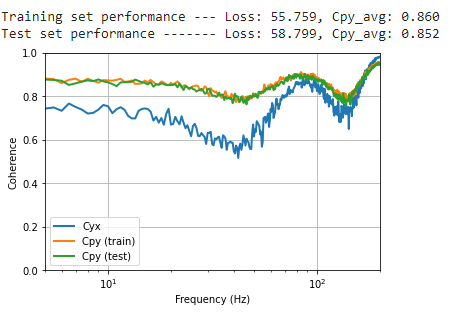 Training set performance --- Loss: 55.759, Cpy_avg: 0.860
Test set performance ------- Loss: 58.799, Cpy_avg: 0.852
1.0
0.8
0.6
0.4
0.2
0.0
Coherence
Cyx
Cpy (train)
Cpy (test)
10¹
10²
Frequency (Hz)